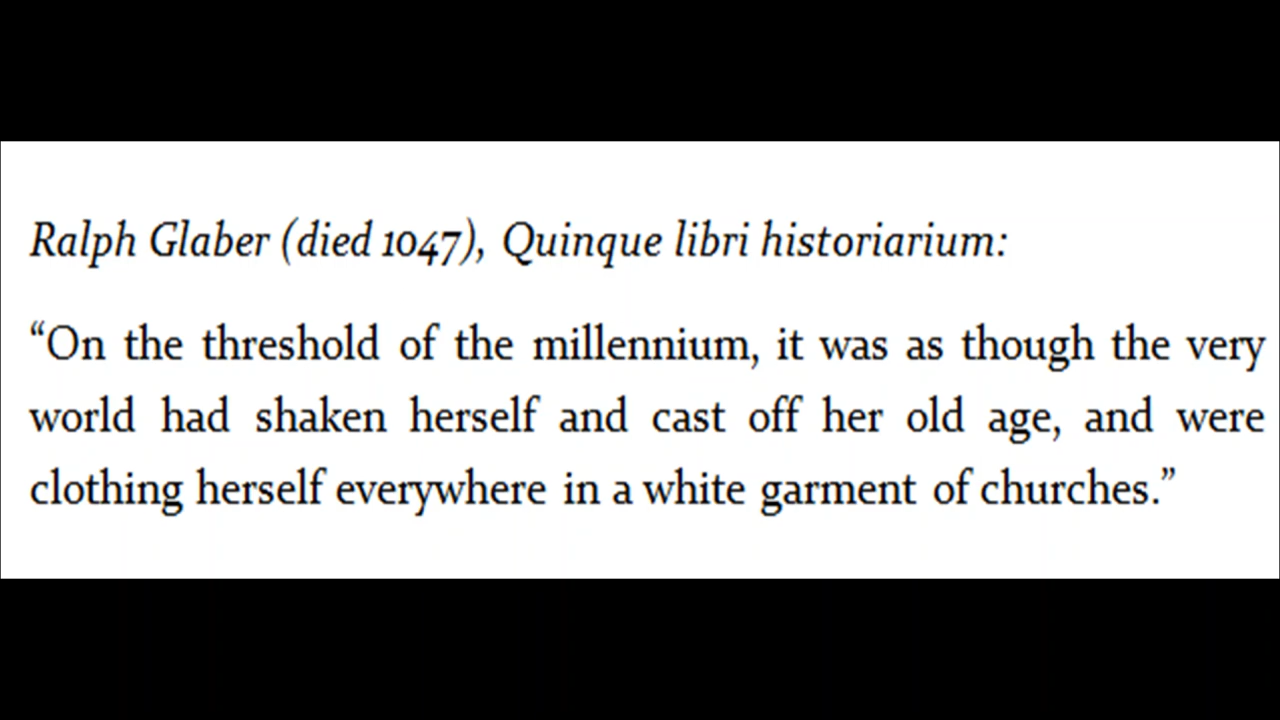 Ralph Glaber (died 1047), Quinque libri historiarium:
“On the threshold of the millennium, it was as though the very
world had shaken herself and cast off her old age, and were
clothing herself everywhere in a white garment of churches.”